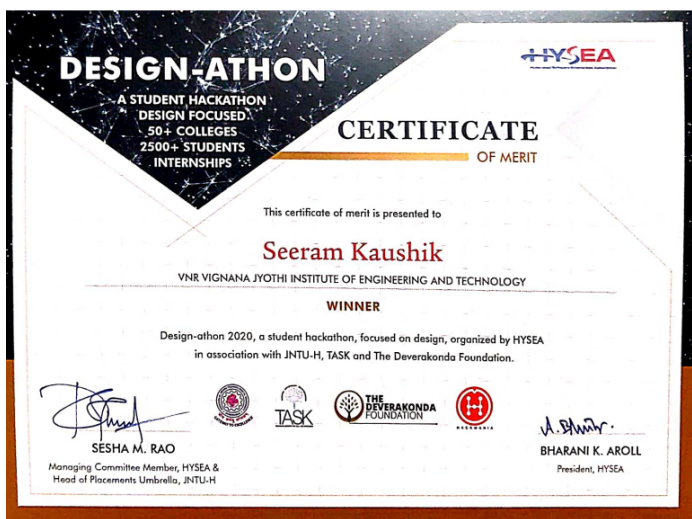 DESIGN-ATHON
A STUDENT HACKATHON
DESIGN FOCUSED
50+ COLLEGES
2500+ STUDENTS
INTERNSHIPS
HYSEA
CERTIFICATE
OF MERIT
This certificate of merit is presented to
Seeram Kaushik
VNR VIGNANA JYOTHI INSTITUTE OF ENGINEERING AND TECHNOLOGY
WINNER
Design-athon 2020, a student hackathon, focused on design, organized by HYSEA
in association with JNTU-H, TASK and The Deverakonda Foundation.
TASK
THE
DEVERAKONDA
FOUNDATION
SESHA M. RAO
Managing Committee Member, HYSEA &
Head of Placements Umbrella, JNTU-H
BHARANI K. AROLL
President, HYSEA